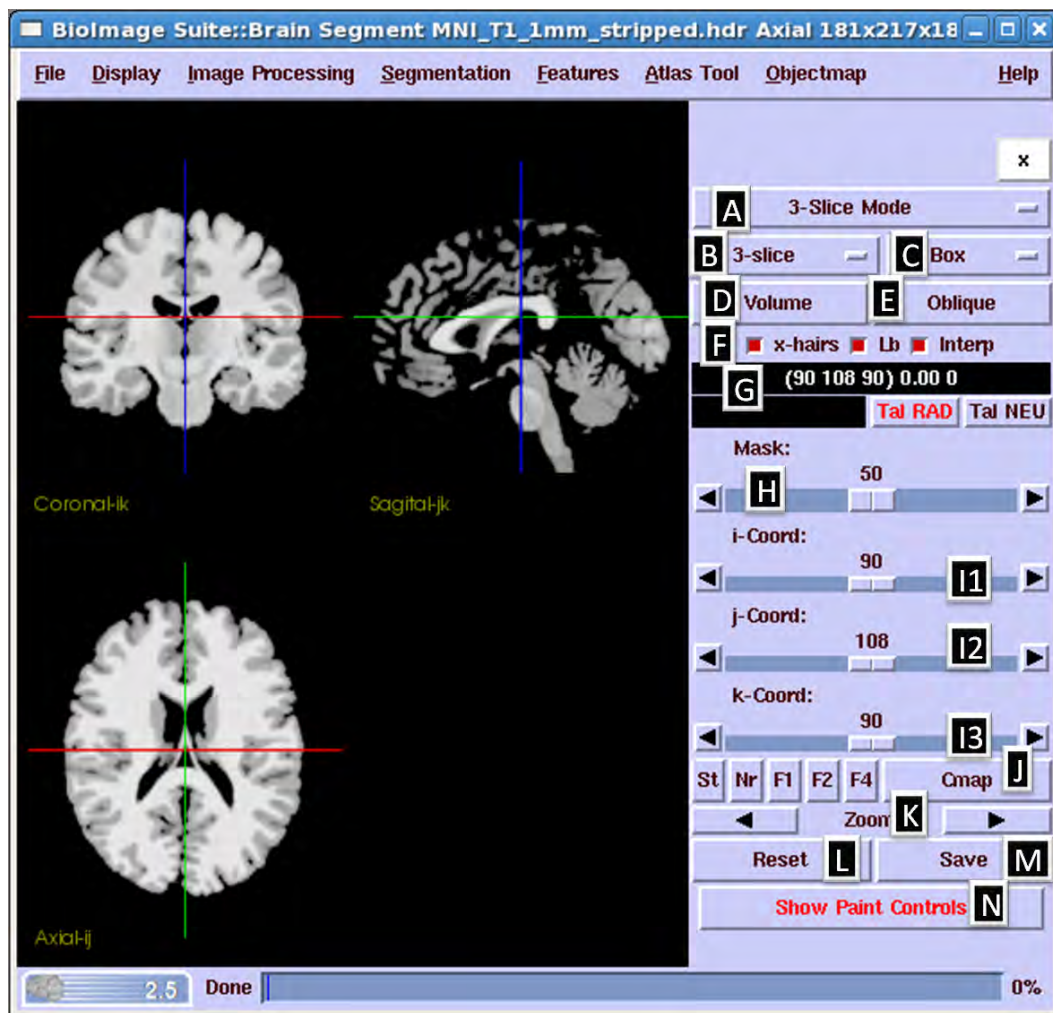 BioImage Suite::Brain Segment MNI_T1_1mm_stripped.hdr Axial 181x217x18
File Display Image Processing Segmentation Features Atlas Tool Objectmap Help
x
A 3-Slice Mode
B 3-slice C Box
D Volume E Oblique
F x-hairs Lb Interp
G (90 108 90) 0.00 0
Tal RAD Tal NEU
Mask:
H 50
i-Coord:
90 I1
j-Coord:
108 I2
k-Coord:
90 I3
St Nr F1 F2 F4 Cmap J
Zoom K
Reset L Save M
Show Paint Controls N
Coronal-ik Sagital-jk
Axial-ij
2.5 Done 0%